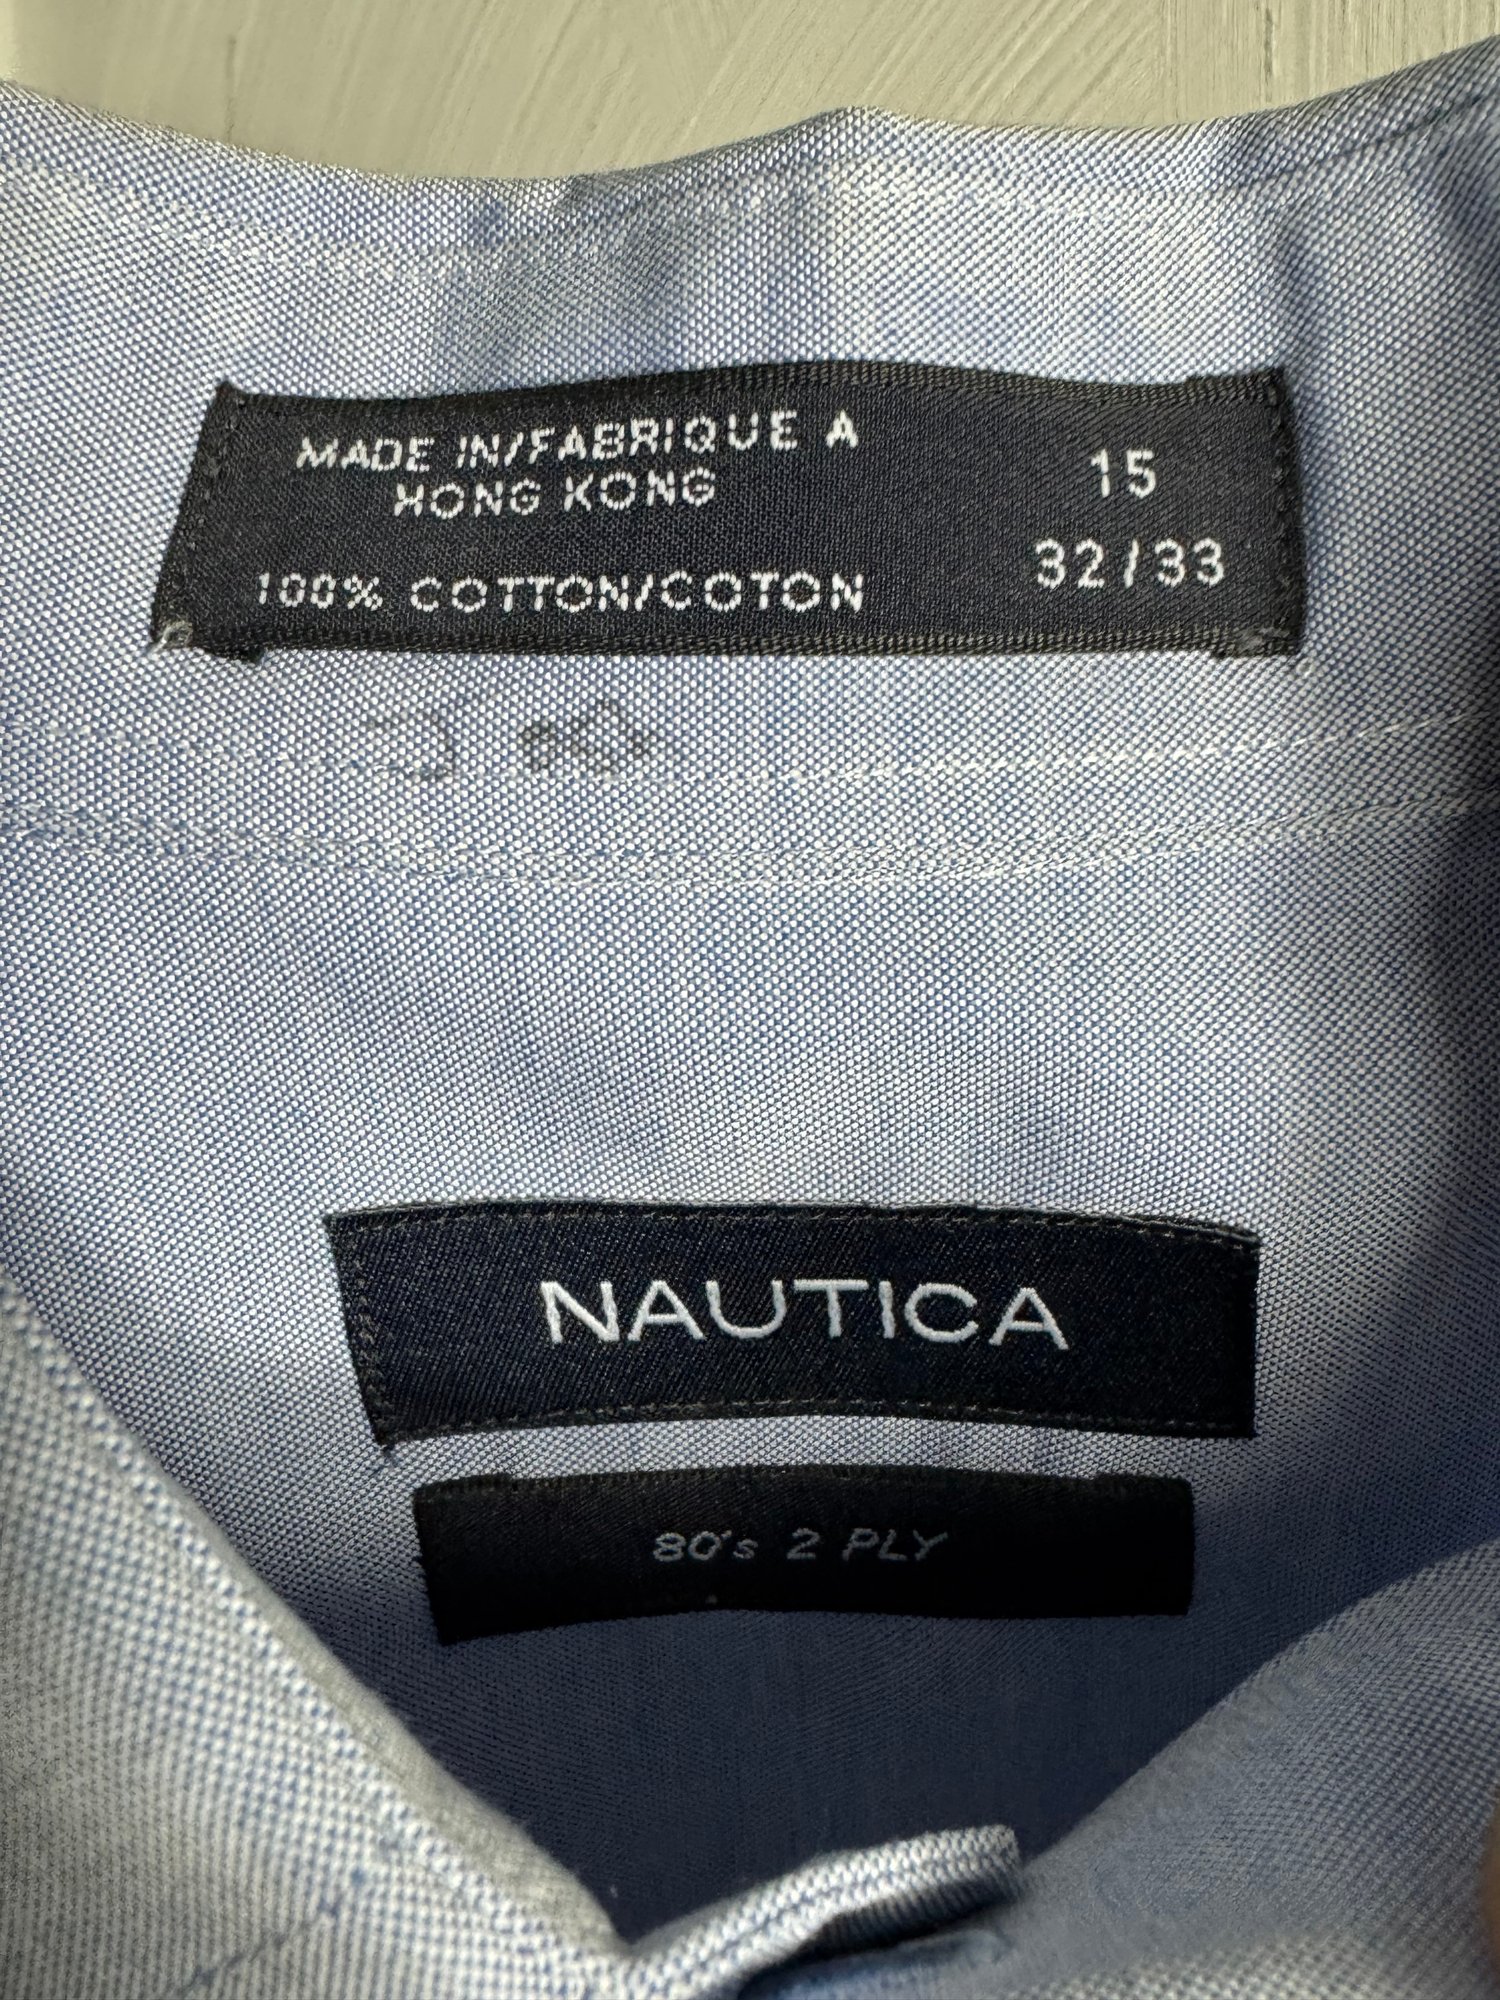 MADE IN/FABRIQUE A
HONG KONG
100% COTTON/COTON
15
32/33
NAUTICA
80's 2 PLY